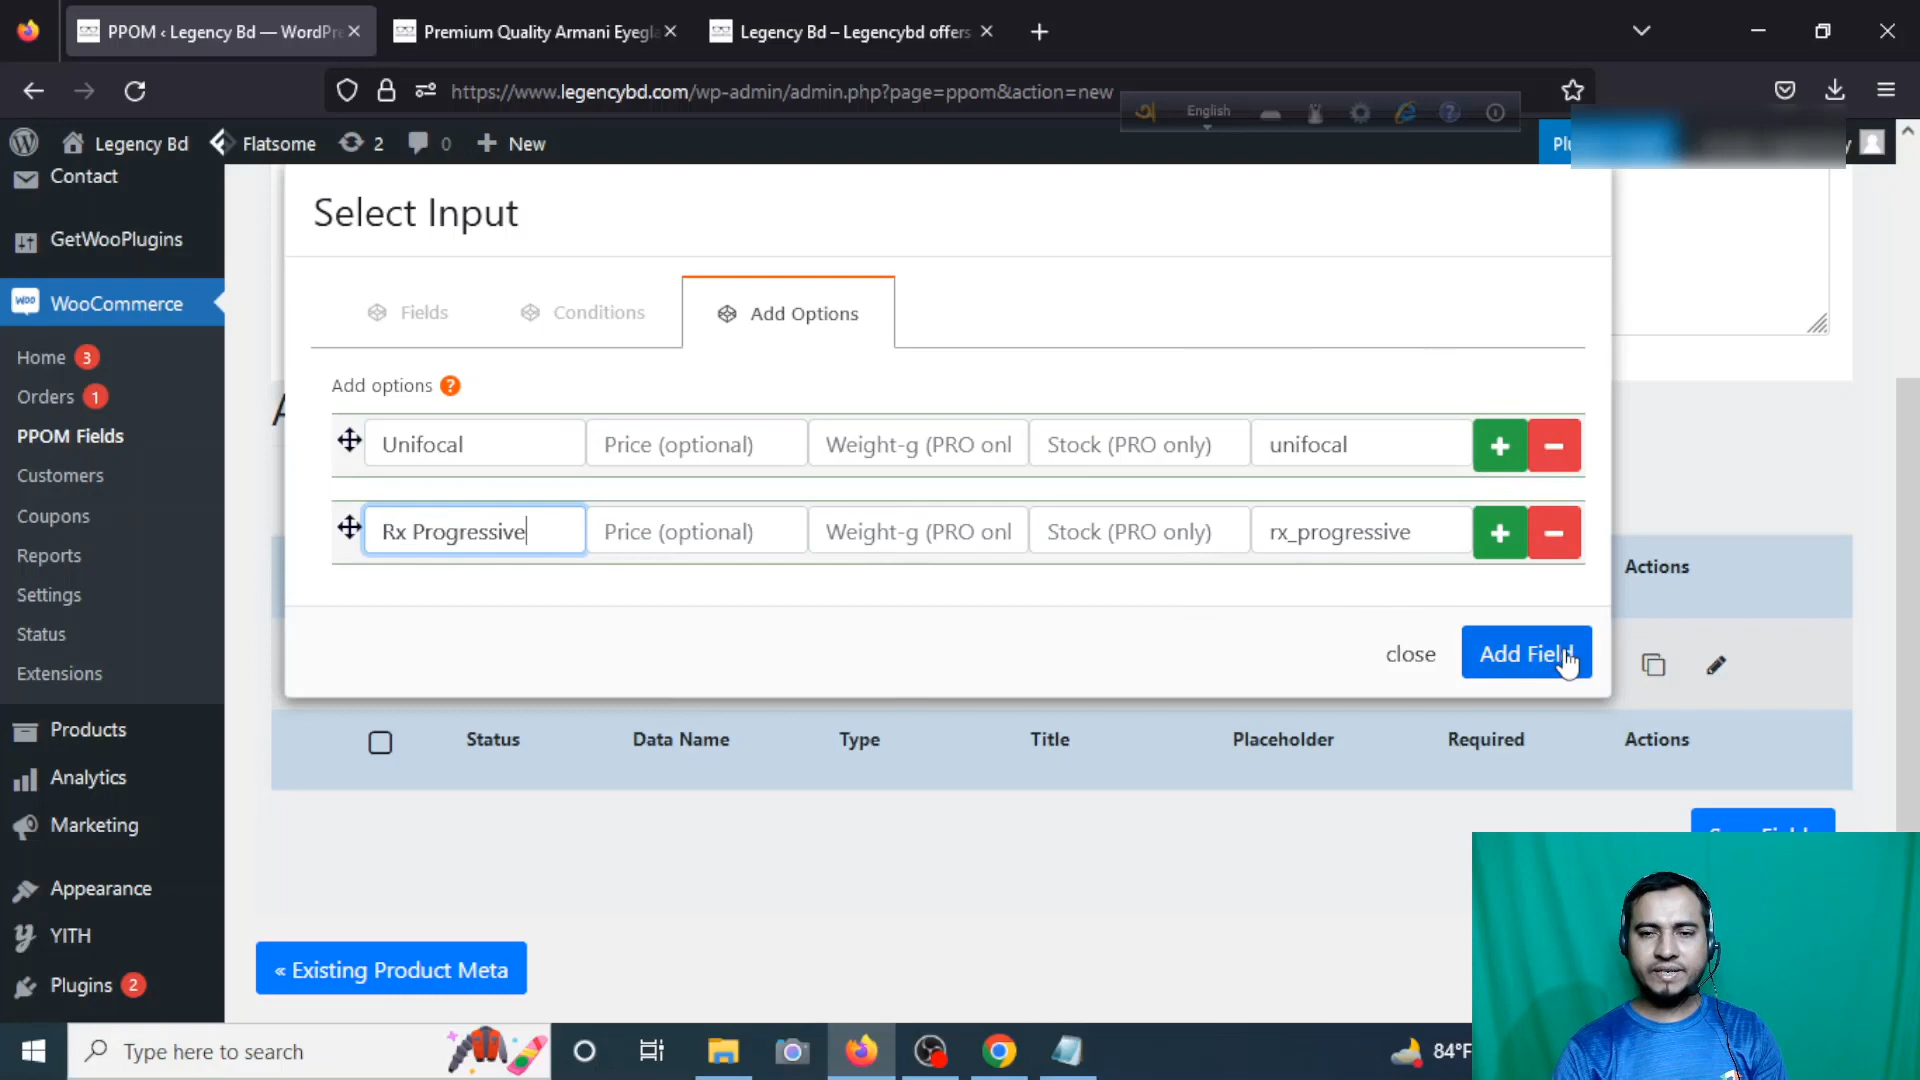 PPOM ‹ Legency Bd — WordPre
Premium Quality Armani Eyegla
Legency Bd – Legencybd offers
https://www.legencybd.com/wp-admin/admin.php?page=ppom&action=new
English
Legency Bd
Flatsome
2
0
New
Contact
GetWooPlugins
WooCommerce
Home 3
Orders 1
PPOM Fields
Customers
Coupons
Reports
Settings
Status
Extensions
Products
Analytics
Marketing
Appearance
YITH
Plugins 2
Select Input
Fields
Conditions
Add Options
Add options ?
Unifocal Price (optional) Weight-g (PRO onl Stock (PRO only) unifocal
Rx Progressive Price (optional) Weight-g (PRO onl Stock (PRO only) rx_progressive
close
Add Field
Actions
Status Data Name Type Title Placeholder Required Actions
« Existing Product Meta
Type here to search
84°F